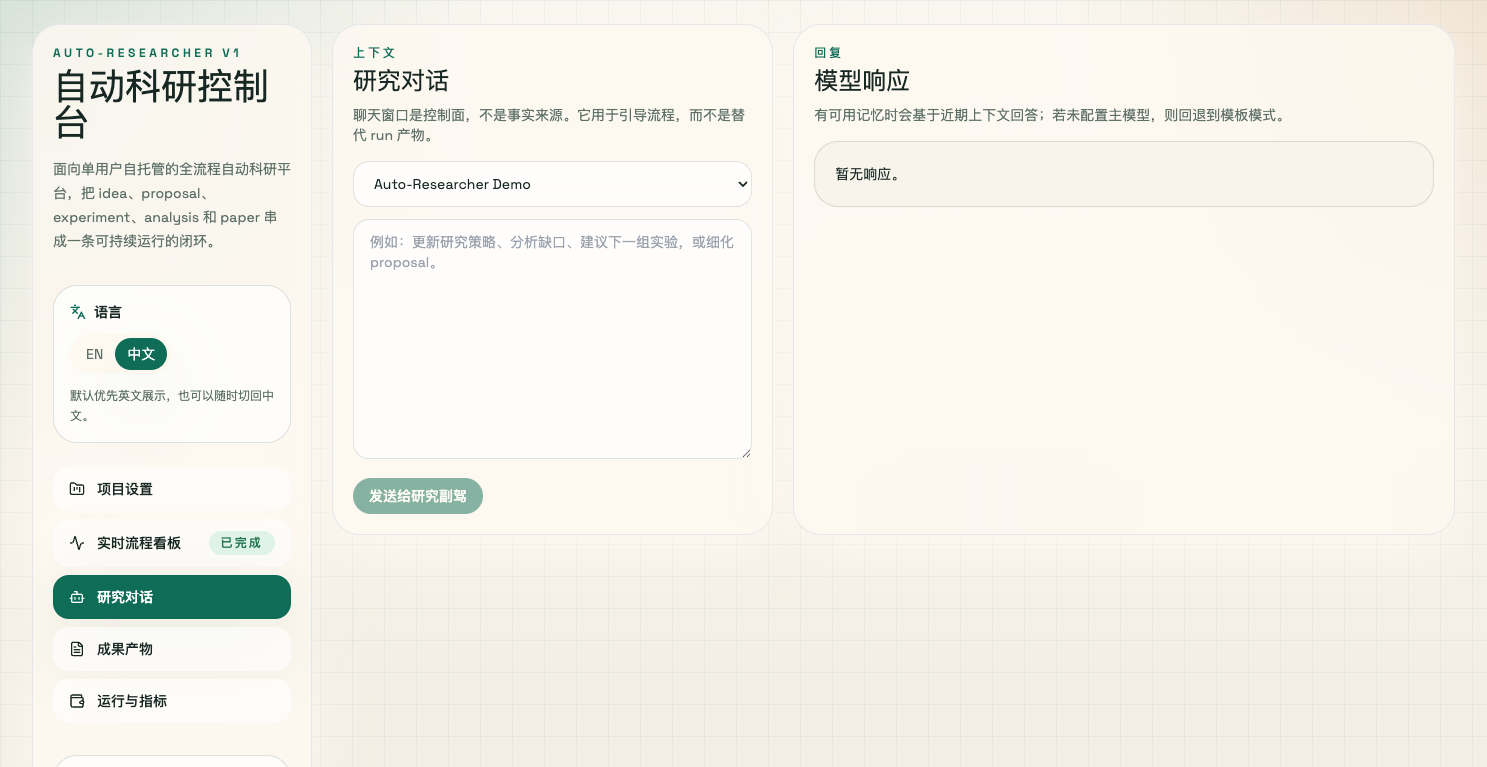 AUTO-RESEARCHER V1
自动科研控制
台
面向单用户自托管的全流程自动科研平
台，把 idea、proposal、
experiment、analysis 和 paper 串
成一条可持续运行的闭环。
语言
EN
中文
默认优先英文展示，也可以随时切回中
文。
项目设置
实时流程看板
已完成
研究对话
成果产物
运行与指标
上下文
研究对话
聊天窗口是控制面，不是事实来源。它用于引导流程，而不是替
代 run 产物。
Auto-Researcher Demo
例如：更新研究策略、分析缺口、建议下一组实验，或细化
proposal。
发送给研究副驾
回复
模型响应
有可用记忆时会基于近期上下文回答；若未配置主模型，则回退到模板模式。
暂无响应。